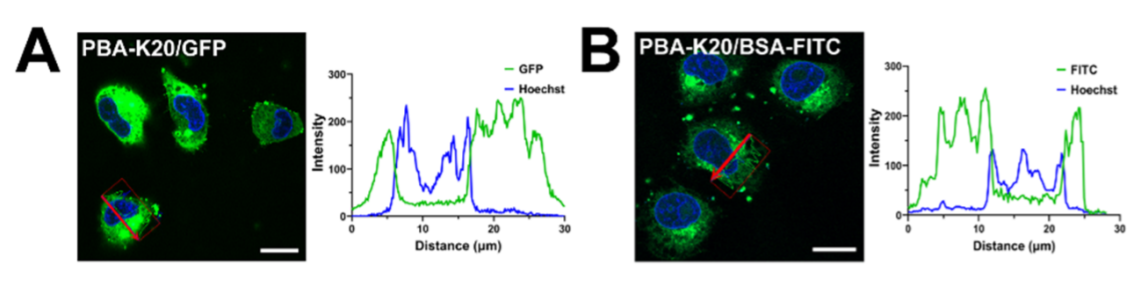 A
PBA-K20/GFP
GFP
Hoechst
Intensity
300
200
100
0
0 10 20 30
Distance (μm)
B
PBA-K20/BSA-FITC
FITC
Hoechst
Intensity
300
200
100
0
0 10 20 30
Distance (μm)